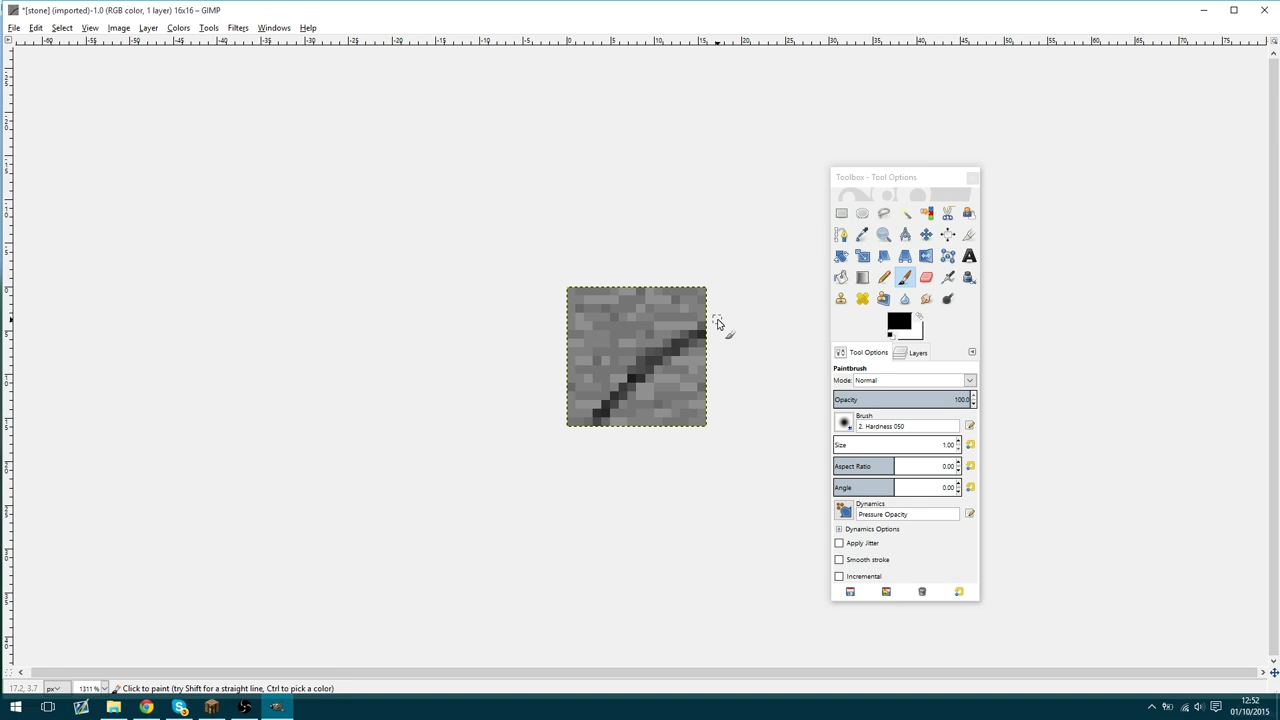 *[stone] (imported)-1.0 (RGB color, 1 layer) 16x16 – GIMP
File Edit Select View Image Layer Colors Tools Filters Windows Help
Toolbox - Tool Options
Tool Options Layers
Paintbrush
Mode: Normal
Opacity 100.0
Brush
2. Hardness 050
Size 1.00
Aspect Ratio 0.00
Angle 0.00
Dynamics
Pressure Opacity
Dynamics Options
Apply Jitter
Smooth stroke
Incremental
17.2, 3.7 px 1311% Click to paint (try Shift for a straight line, Ctrl to pick a color)
12:52
01/10/2015